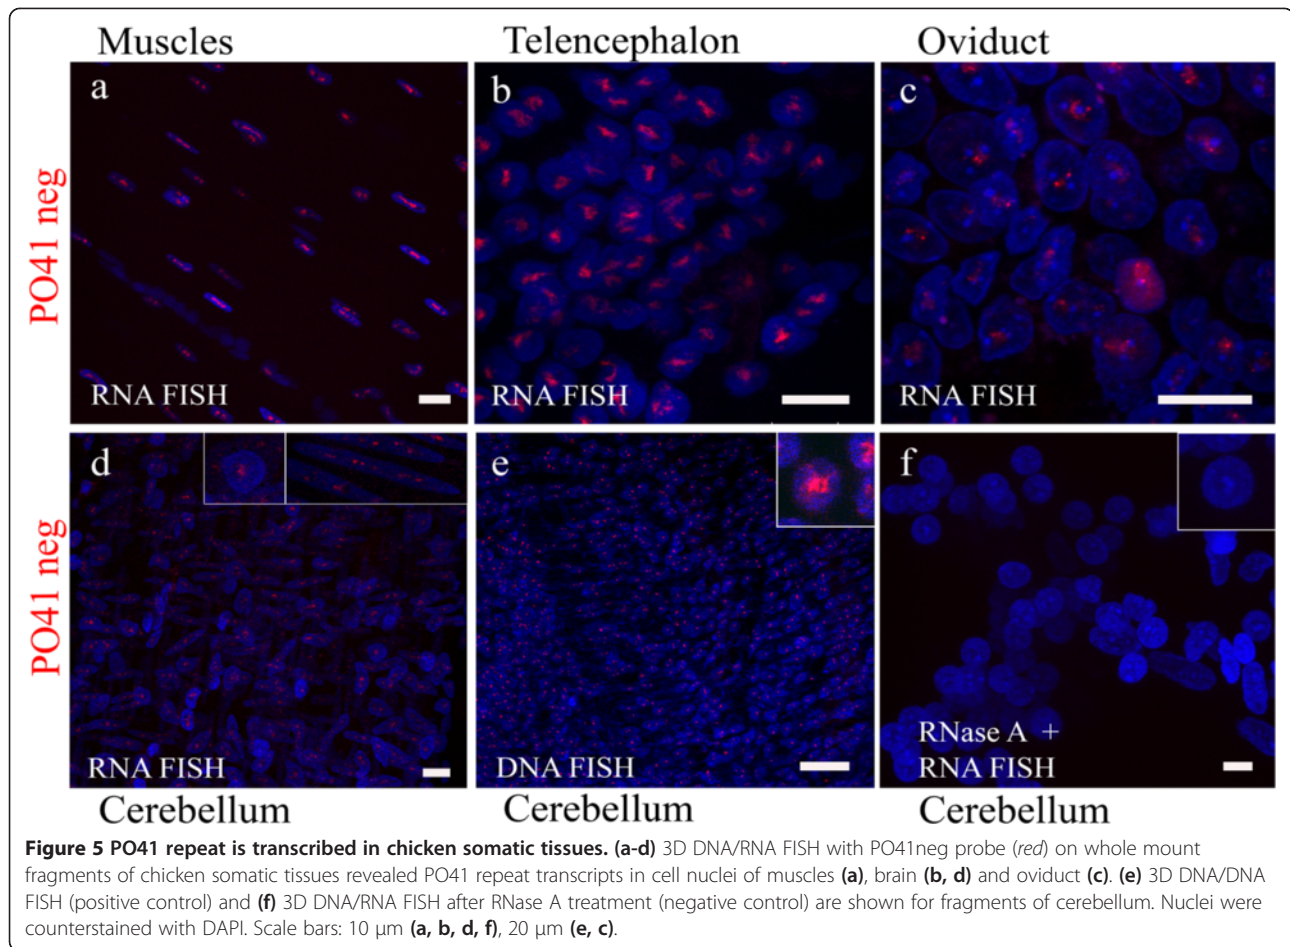 Muscles Telencephalon Oviduct
PO41 neg
a b c
RNA FISH RNA FISH RNA FISH
PO41 neg
d e f
RNA FISH DNA FISH RNase A +
RNA FISH
Cerebellum Cerebellum Cerebellum
Figure 5 PO41 repeat is transcribed in chicken somatic tissues. (a-d) 3D DNA/RNA FISH with PO41neg probe (red) on whole mount
fragments of chicken somatic tissues revealed PO41 repeat transcripts in cell nuclei of muscles (a), brain (b, d) and oviduct (c). (e) 3D DNA/DNA
FISH (positive control) and (f) 3D DNA/RNA FISH after RNase A treatment (negative control) are shown for fragments of cerebellum. Nuclei were
counterstained with DAPI. Scale bars: 10 μm (a, b, d, f), 20 μm (e, c).